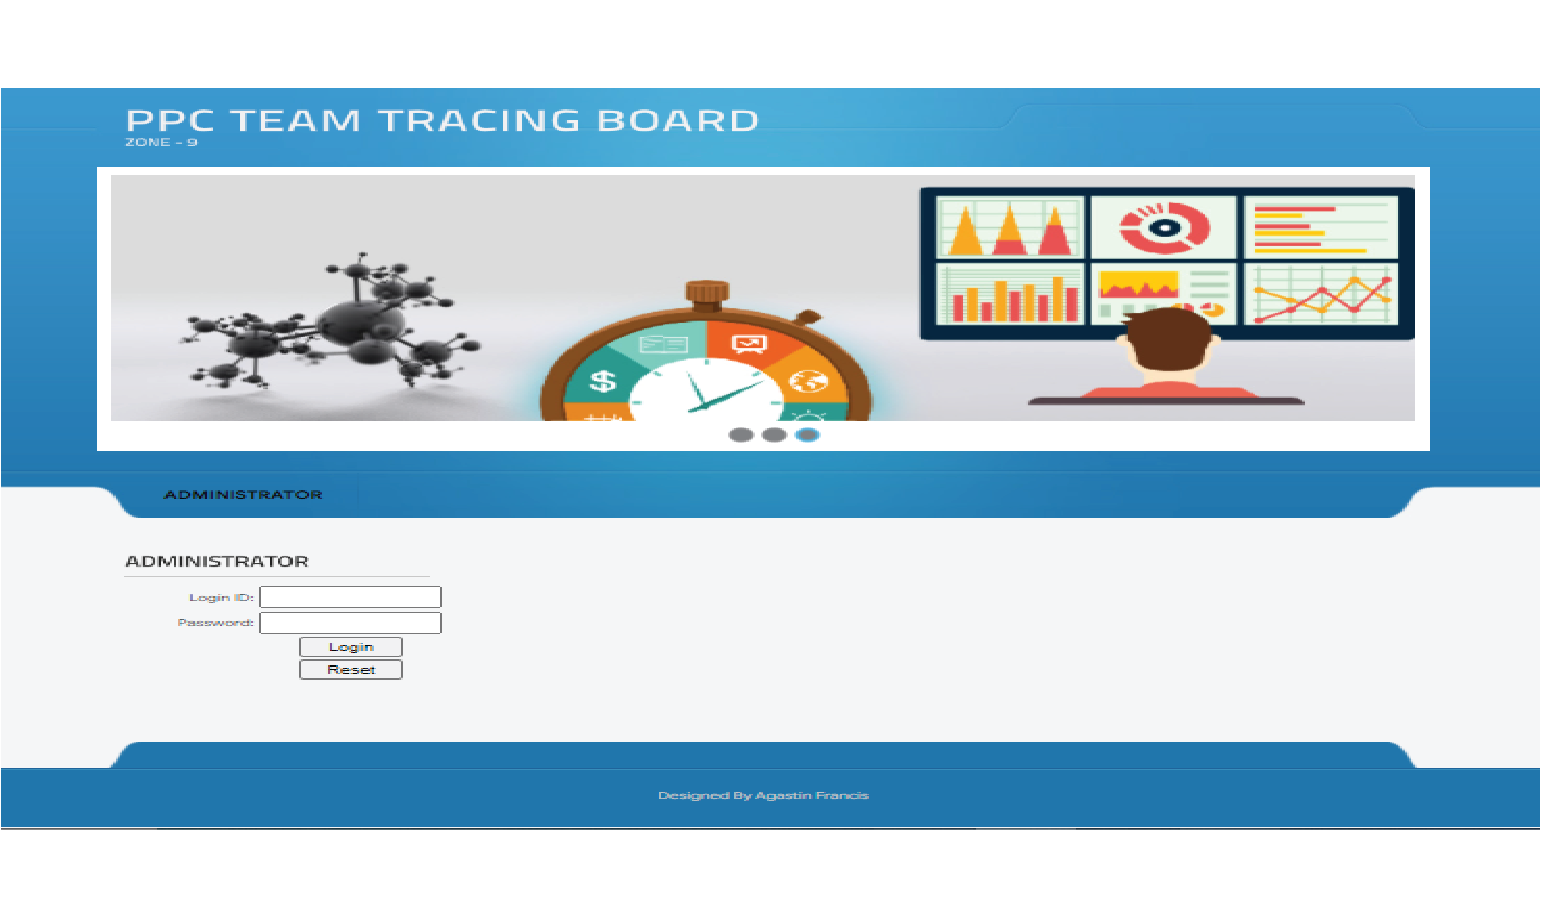 PPC TEAM TRACING BOARD
ZONE - 9
$
ADMINISTRATOR
ADMINISTRATOR
Login ID:
Password:
Login
Reset
Designed By Agastin Francis